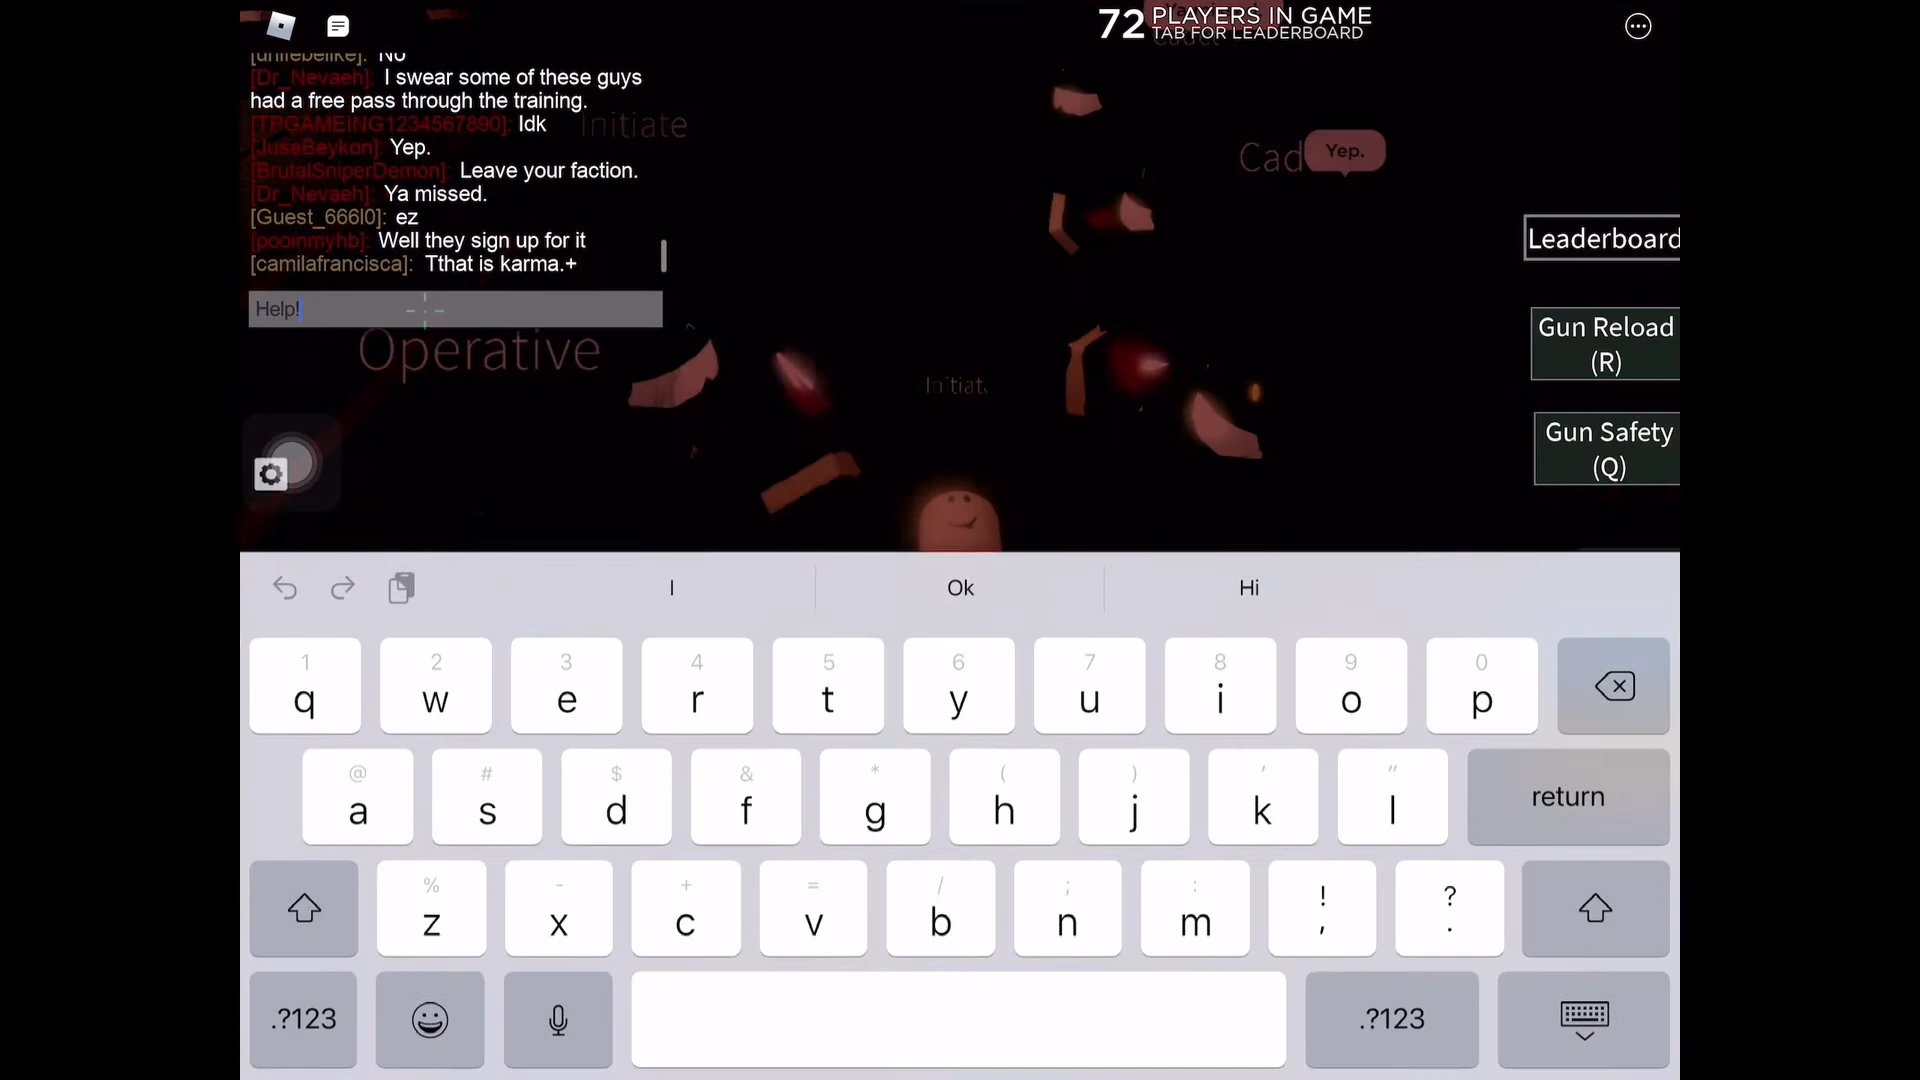 72 PLAYERS IN GAME
TAB FOR LEADERBOARD
[unfiebelike]: No
[Dr_Nevaeh]: I swear some of these guys
had a free pass through the training.
[TPGAMEING1234567890]: Idk
[JuseBeykon]: Yep.
[BrutalSniperDemon]: Leave your faction.
[Dr_Nevaeh]: Ya missed.
[Guest_666l0]: ez
[pooinmyhb]: Well they sign up for it
[camilafrancisca]: Tthat is karma.+
Help!
Initiate
Cad
Yep.
Operative
Initiat
Leaderboard
Gun Reload
(R)
Gun Safety
(Q)
I Ok Hi
1 2 3 4 5 6 7 8 9 0
q w e r t y u i o p
@ # $ & * ( ) ' "
a s d f g h j k l return
% - + = / ; : ! ?
z x c v b n m , .
.?123 .?123